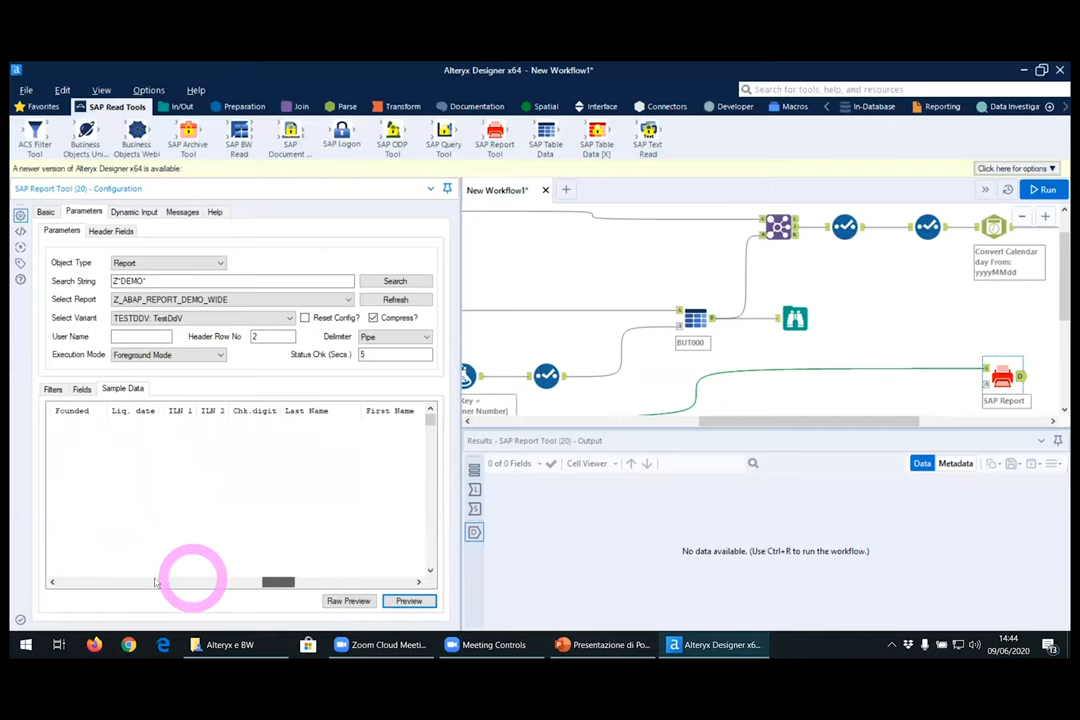 Alteryx Designer x64 - New Workflow1*
File Edit View Options Help
Search for tools, help, and resources
Favorites SAP Read Tools In/Out Preparation Join Parse Transform Documentation Spatial Interface Connectors Developer Macros In-Database Reporting Data Investiga
ACS Filter Tool
Business Objects Uni...
Business Objects Webi
SAP Archive Tool
SAP BW Read
SAP Document ...
SAP Logon
SAP ODP Tool
SAP Query Tool
SAP Report Tool
SAP Table Data
SAP Table Data [X]
SAP Text Read
A newer version of Alteryx Designer x64 is available:
Click here for options ▼
SAP Report Tool (20) - Configuration
Basic Parameters Dynamic Input Messages Help
Parameters Header Fields
Object Type Report
Search String Z*DEMO* Search
Select Report Z_ABAP_REPORT_DEMO_WIDE Refresh
Select Variant TESTDDV: TestDdV Reset Config? Compress?
User Name Header Row No 2 Delimiter Pipe
Execution Mode Foreground Mode Status Chk (Secs.) 5
Filters Fields Sample Data
Founded Liq. date ILN 1 ILN 2 Chk.digit Last Name First Name
Raw Preview Preview
New Workflow1* Run
Convert Calendar
day From:
yyyyMMdd
BUT000
Key =
ner Number]
SAP Report
Results - SAP Report Tool (20) - Output
0 of 0 Fields Cell Viewer Data Metadata
No data available. (Use Ctrl+R to run the workflow.)
Alteryx e BW
Zoom Cloud Meeti...
Meeting Controls
Presentazione di Po...
Alteryx Designer x6...
14:44
09/06/2020
13